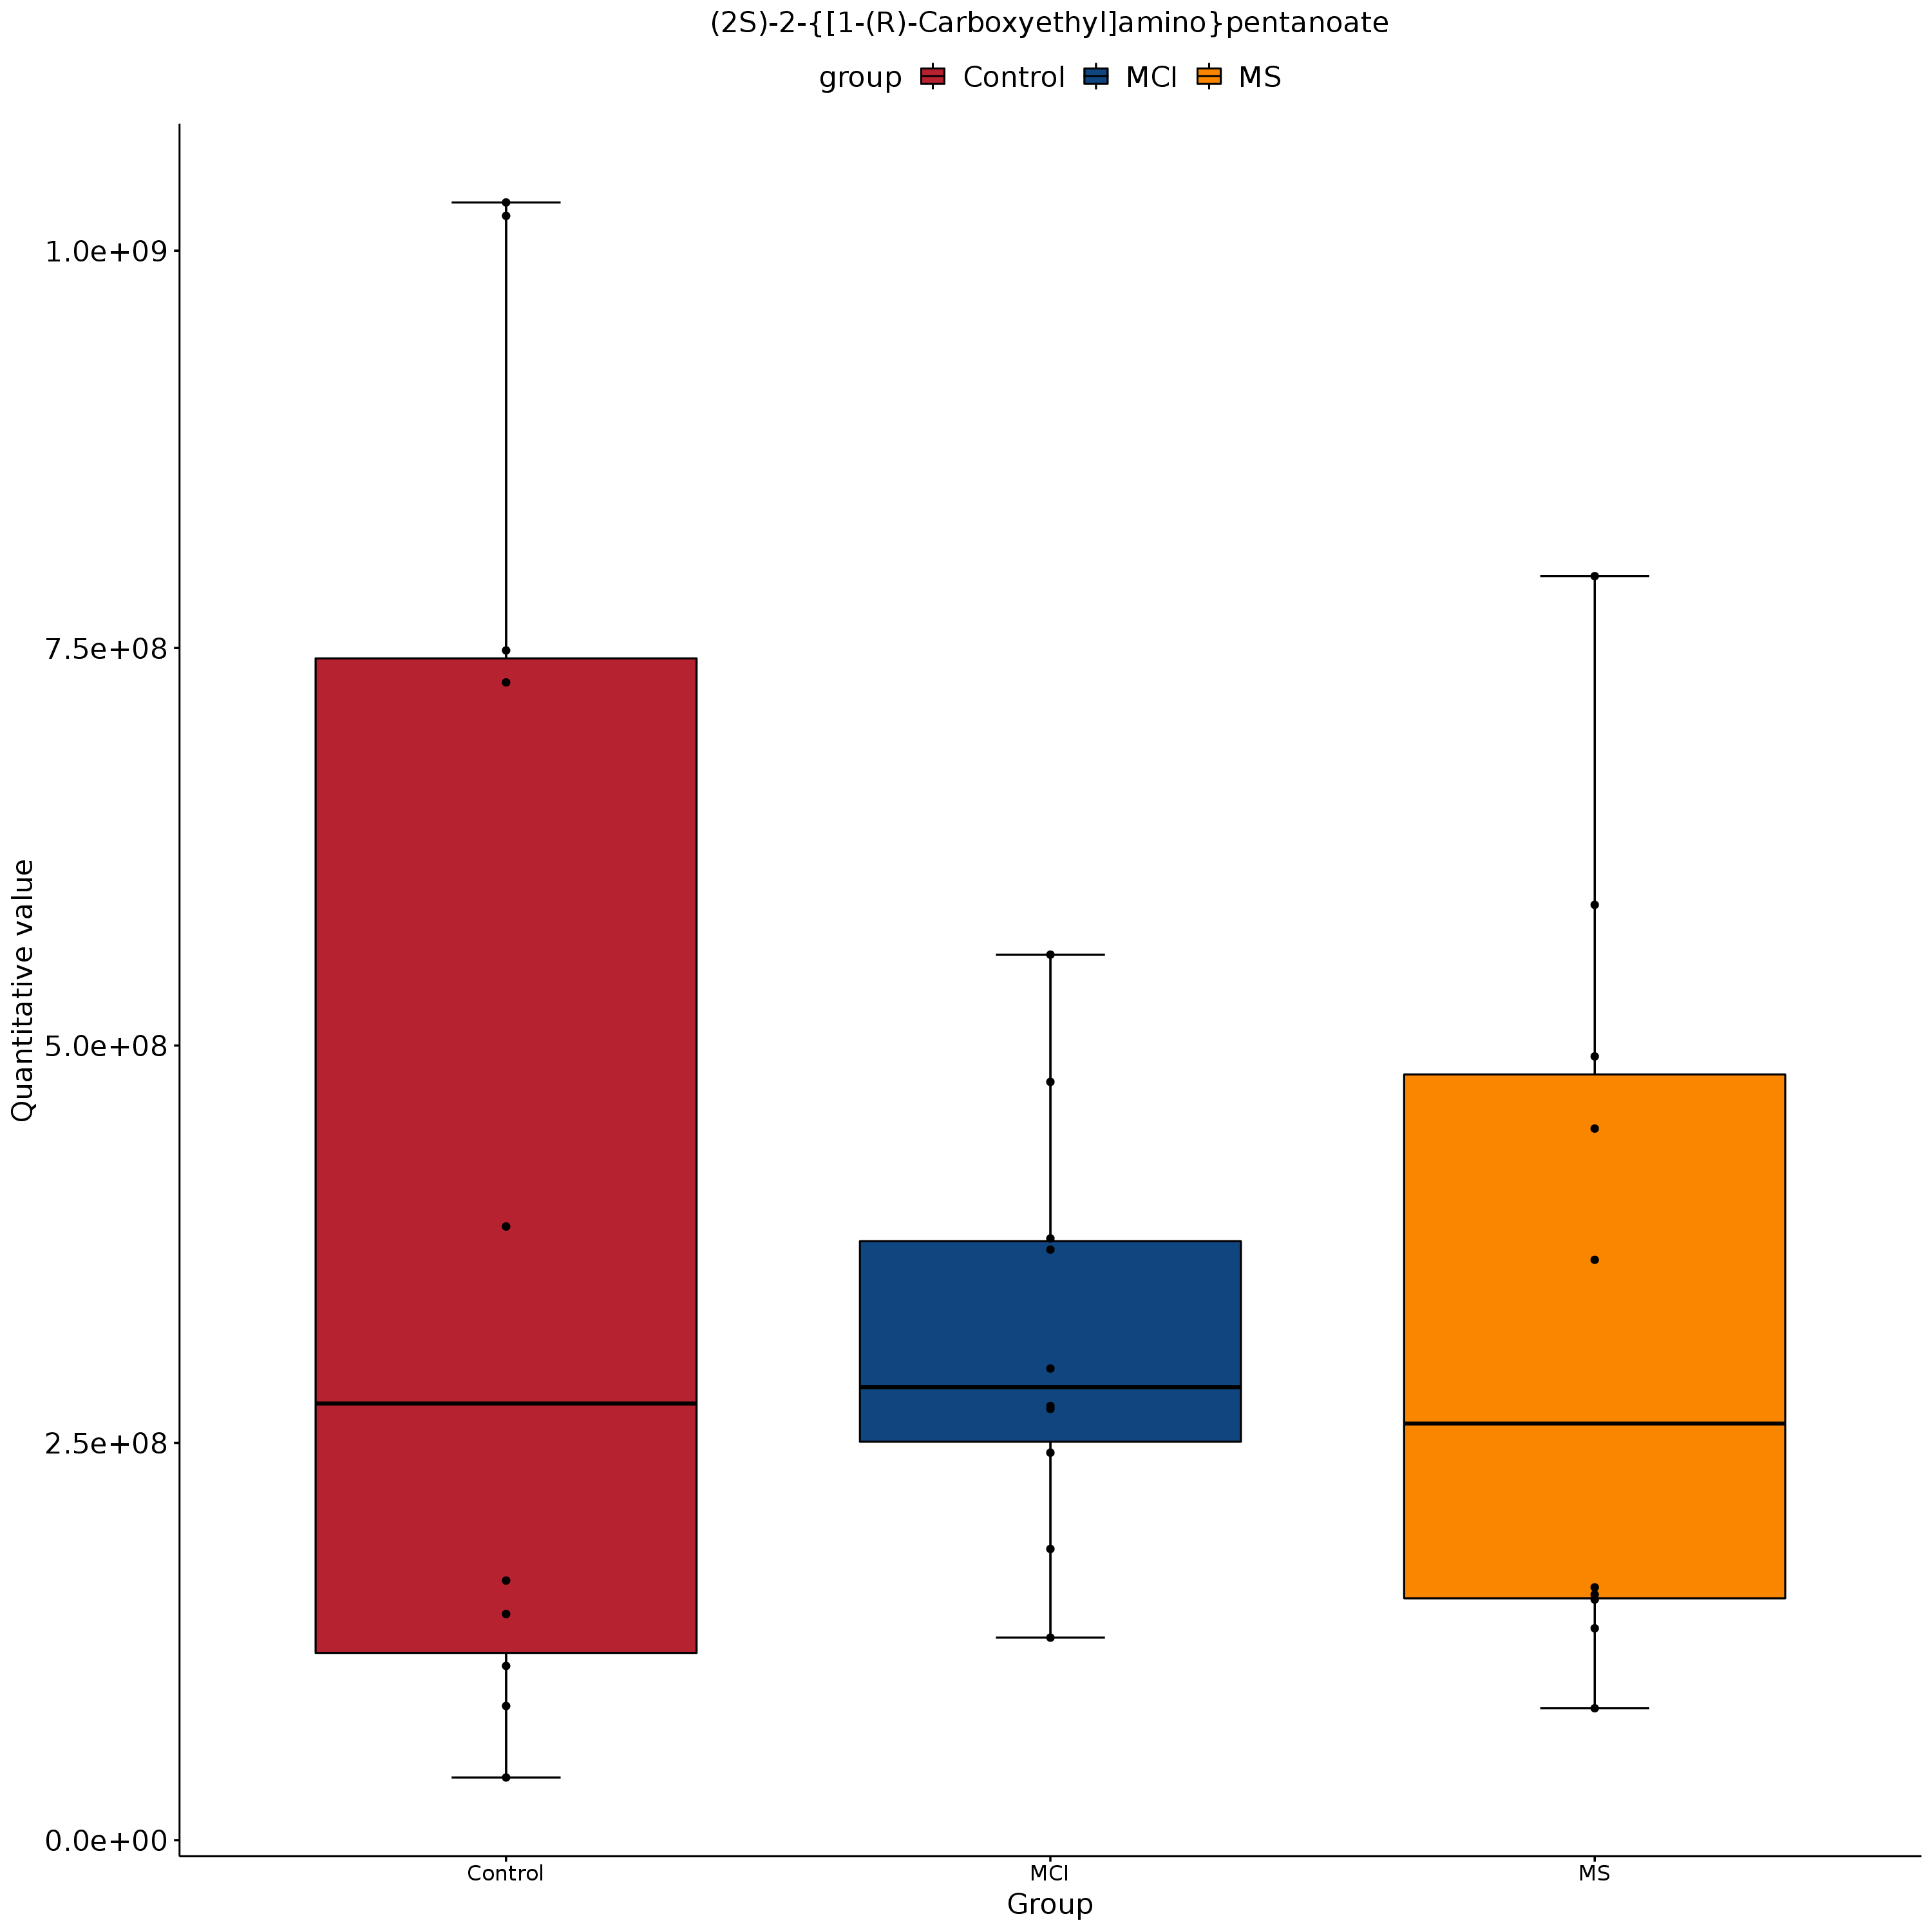 (2S)-2-{[1-(R)-Carboxyethyl]amino}pentanoate
group Control MCI MS
1.0e+09
7.5e+08
5.0e+08
2.5e+08
0.0e+00
Quantitative value
Control MCI MS
Group